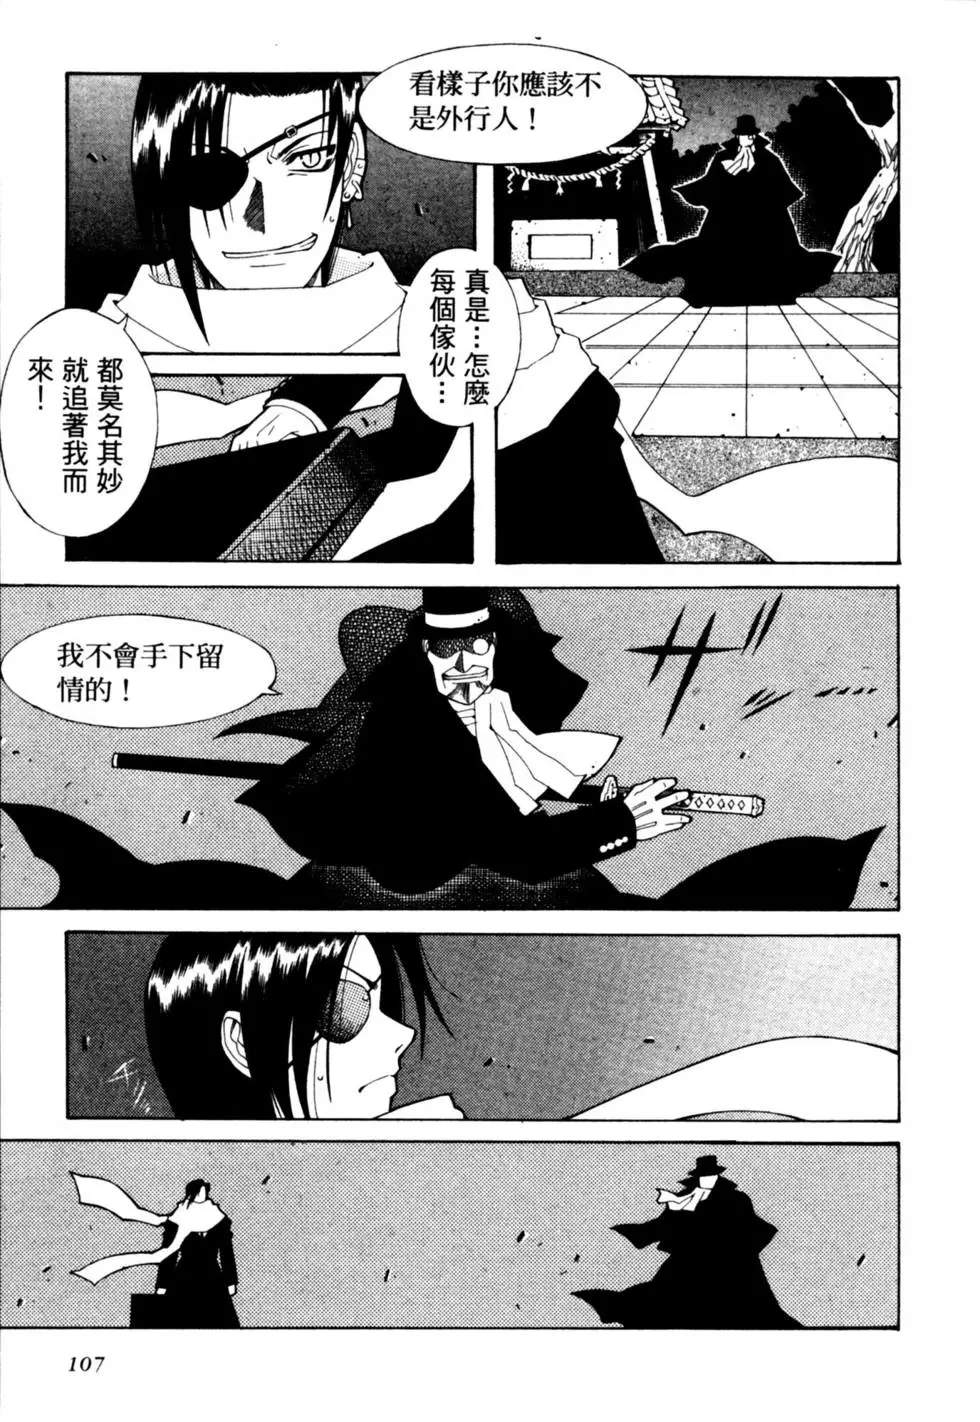 看樣子你應該不
是外行人！
真是…怎麼
每個傢伙…
都莫名其妙
就追著我而
來！
我不會手下留
情的！
107